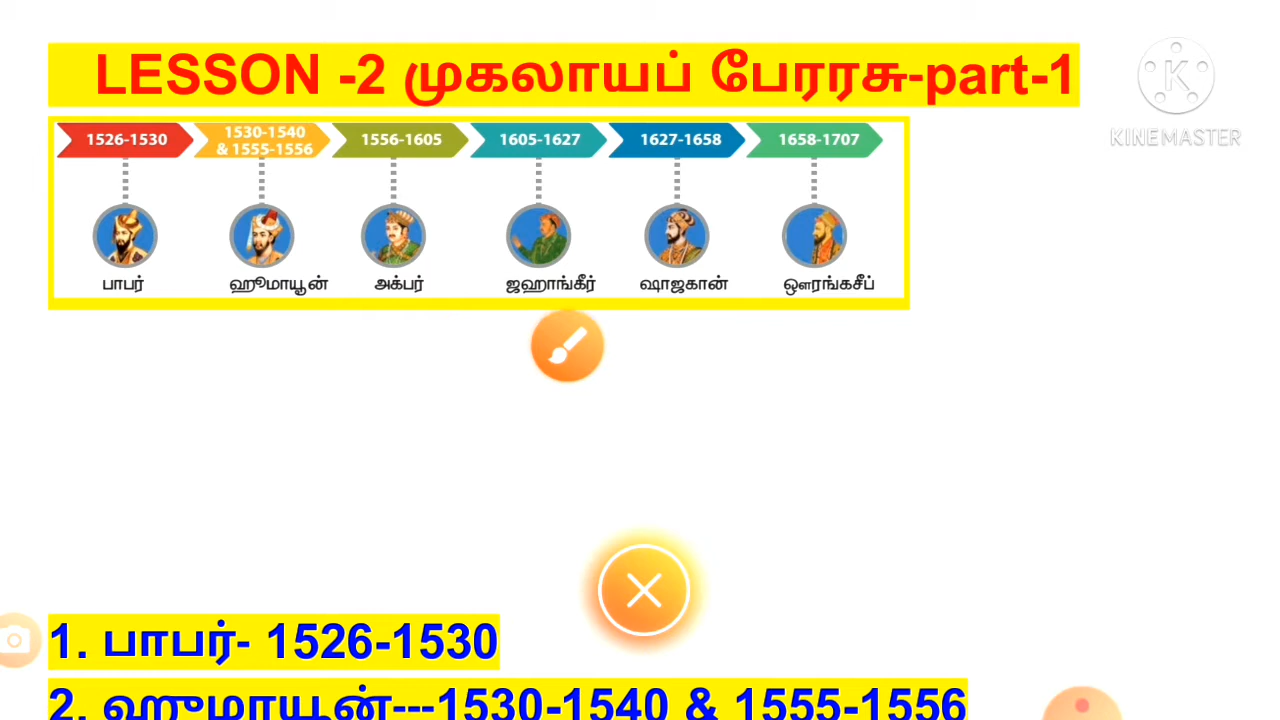 LESSON -2 முகலாயப் பேரரசு-part-1
KINEMASTER
1526-1530
1530-1540
& 1555-1556
1556-1605
1605-1627
1627-1658
1658-1707
பாபர்
ஹூமாயூன்
அக்பர்
ஜஹாங்கீர்
ஷாஜகான்
ஔரங்கசீப்
1. பாபர்- 1526-1530
2. ஹுமாயூன்---1530-1540 & 1555-1556